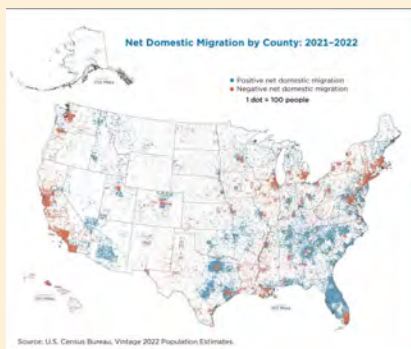 Net Domestic Migration by County: 2021–2022
Positive net domestic migration
Negative net domestic migration
1 dot = 100 people
Source: U.S. Census Bureau, Vintage 2022 Population Estimates.